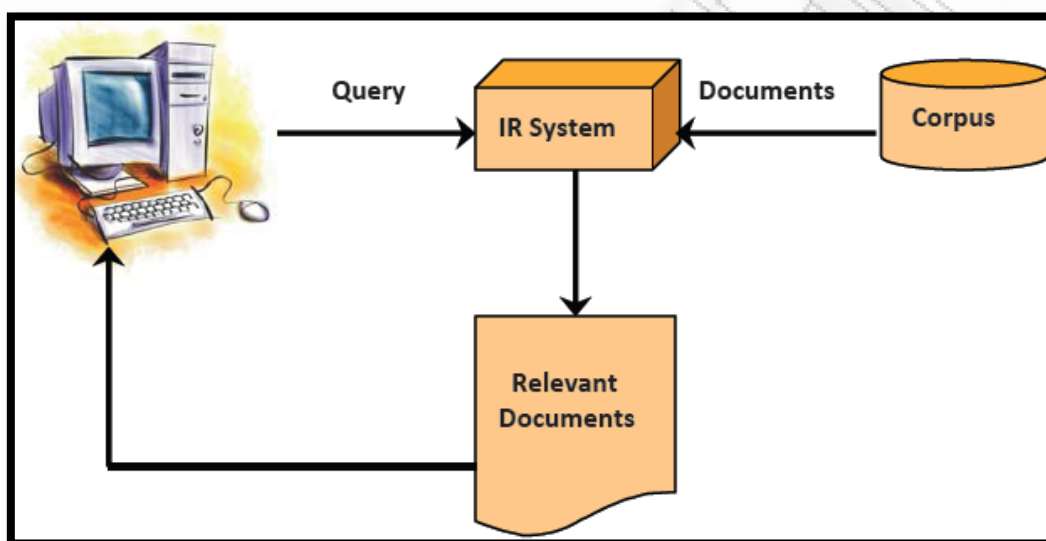 Query
IR System
Documents
Corpus
Relevant
Documents